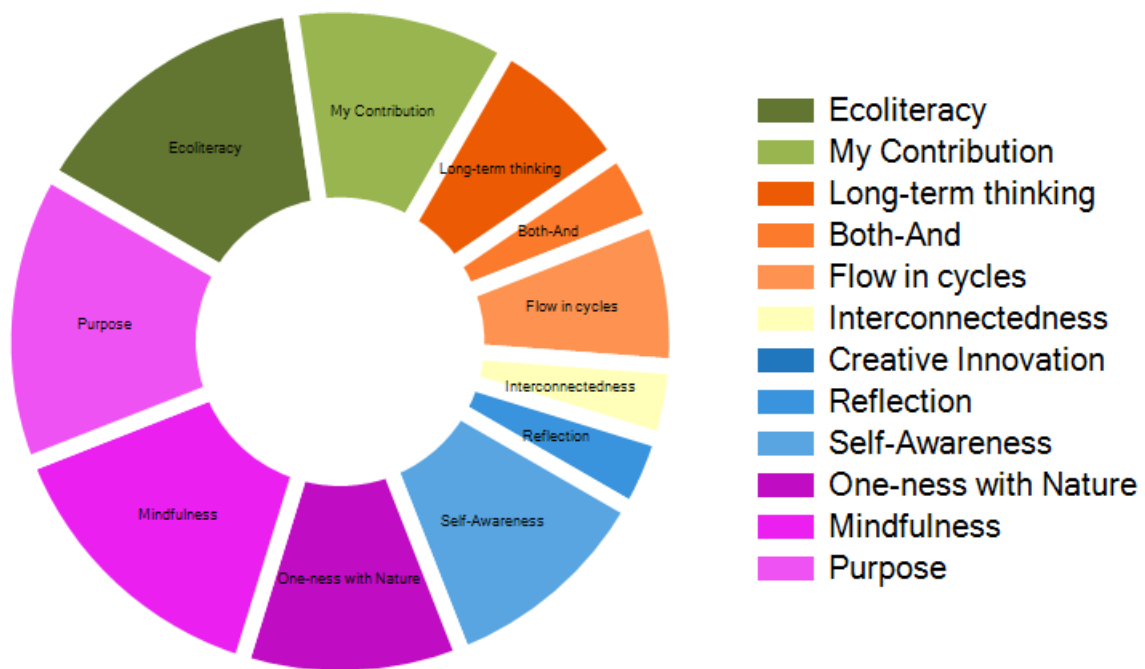 My Contribution
Ecoliteracy
Long-term thinking
Both-And
Purpose
Flow in cycles
Interconnectedness
Reflection
Mindfulness
Self-Awareness
One-ness with Nature
Ecoliteracy
My Contribution
Long-term thinking
Both-And
Flow in cycles
Interconnectedness
Creative Innovation
Reflection
Self-Awareness
One-ness with Nature
Mindfulness
Purpose